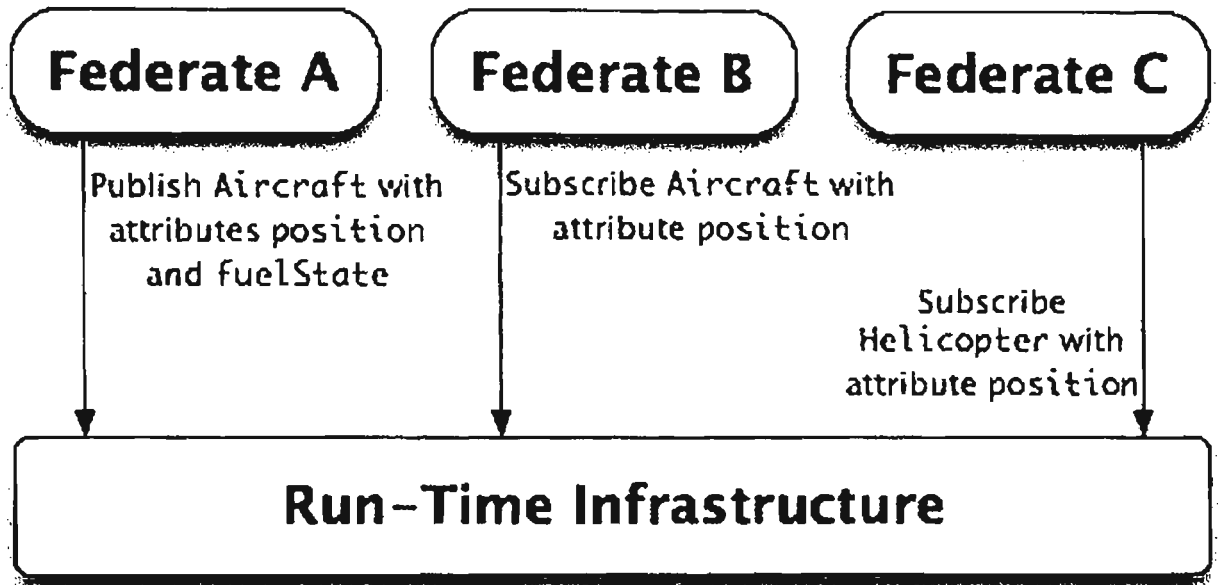 Federate A
Federate B
Federate C
Publish Aircraft with
attributes position
and fuelState
Subscribe Aircraft with
attribute position
Subscribe
Helicopter with
attribute position
Run-Time Infrastructure